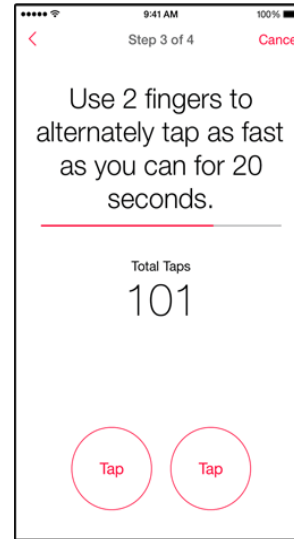 9:41 AM 100%
Step 3 of 4 Cance
Use 2 fingers to
alternately tap as fast
as you can for 20
seconds.
Total Taps
101
Tap Tap